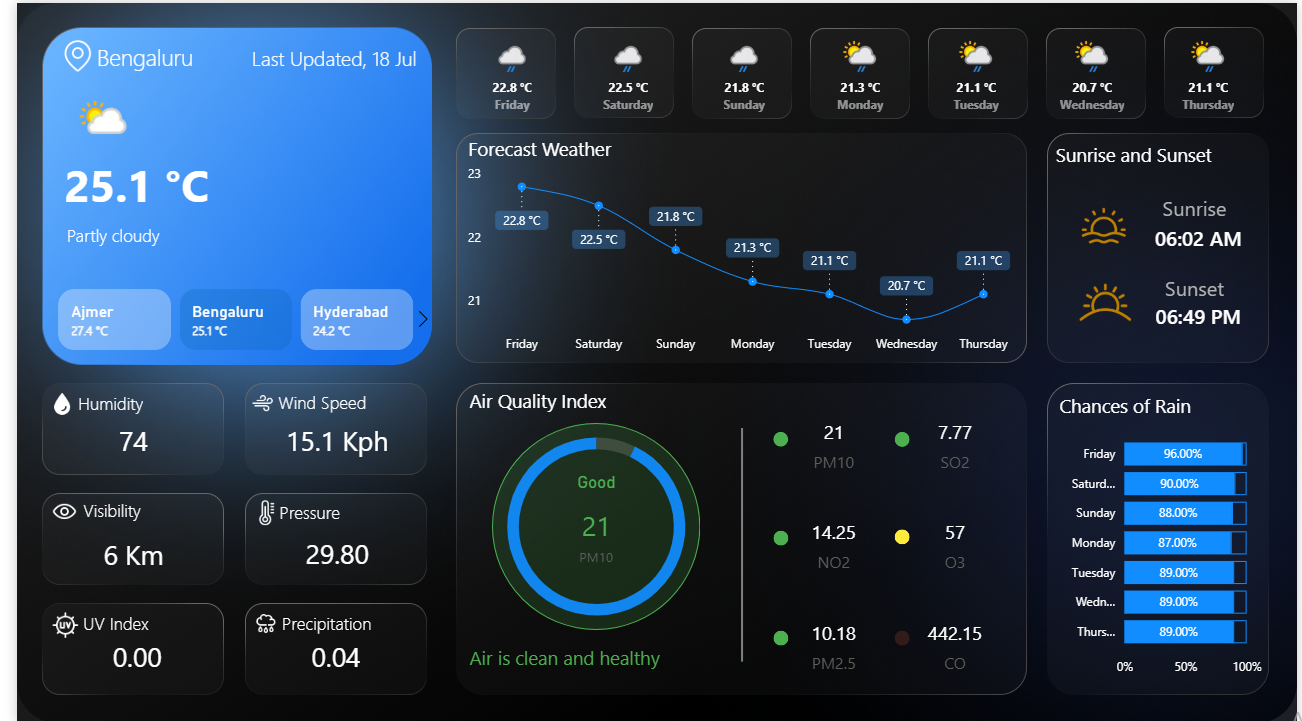 Bengaluru
Last Updated, 18 Jul
25.1 °C
Partly cloudy
Ajmer
27.4 °C
Bengaluru
25.1 °C
Hyderabad
24.2 °C
22.8 °C
Friday
22.5 °C
Saturday
21.8 °C
Sunday
21.3 °C
Monday
21.1 °C
Tuesday
20.7 °C
Wednesday
21.1 °C
Thursday
Forecast Weather
23
22
21
22.8 °C
22.5 °C
21.8 °C
21.3 °C
21.1 °C
20.7 °C
21.1 °C
Friday Saturday Sunday Monday Tuesday Wednesday Thursday
Sunrise and Sunset
Sunrise
06:02 AM
Sunset
06:49 PM
Humidity
74
Wind Speed
15.1 Kph
Visibility
6 Km
Pressure
29.80
UV
UV Index
0.00
Precipitation
0.04
Air Quality Index
Good
21
PM10
Air is clean and healthy
21
PM10
7.77
SO2
14.25
NO2
57
O3
10.18
PM2.5
442.15
CO
Chances of Rain
Friday 96.00%
Saturd... 90.00%
Sunday 88.00%
Monday 87.00%
Tuesday 89.00%
Wedn... 89.00%
Thurs... 89.00%
0% 50% 100%